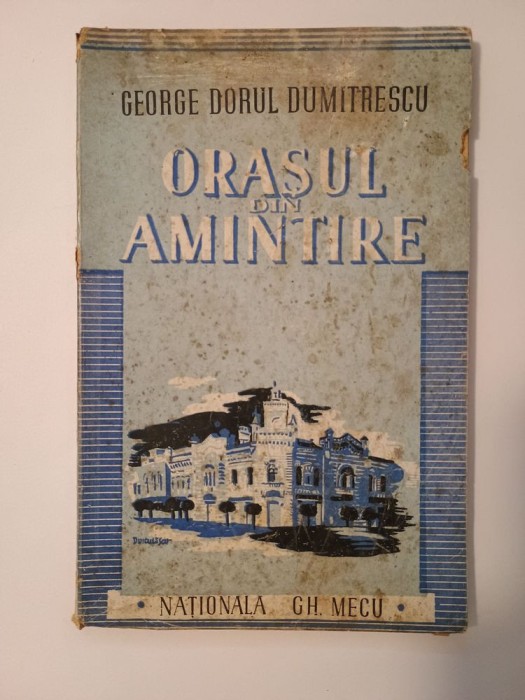 GEORGE DORUL DUMITRESCU
ORAȘUL
DIN
AMINTIRE
• NAȚIONALA GH. MECU •